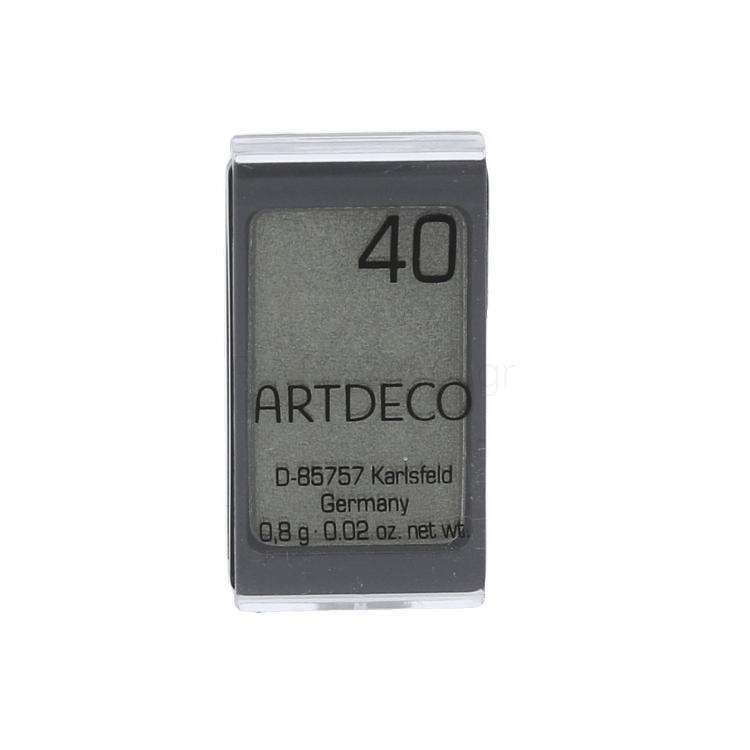 40
ARTDECO
D-85757 Karlsfeld
Germany
0,8 g · 0.02 oz. net wt.